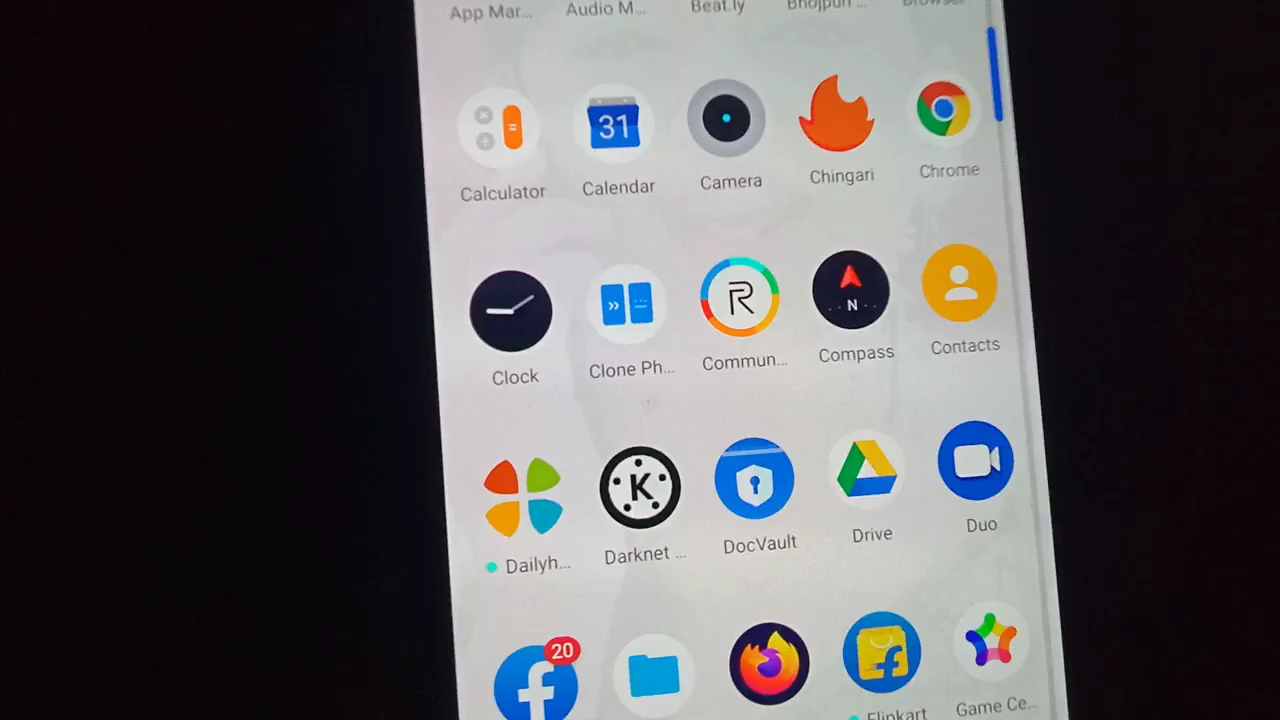 App Mar... Audio M... Beat.ly Bhojpuri ... Browser
31
Calculator Calendar Camera Chingari Chrome
R N
Clock Clone Ph... Commun... Compass Contacts
K
Dailyh... Darknet ... DocVault Drive Duo
20
Flipkart Game Ce...